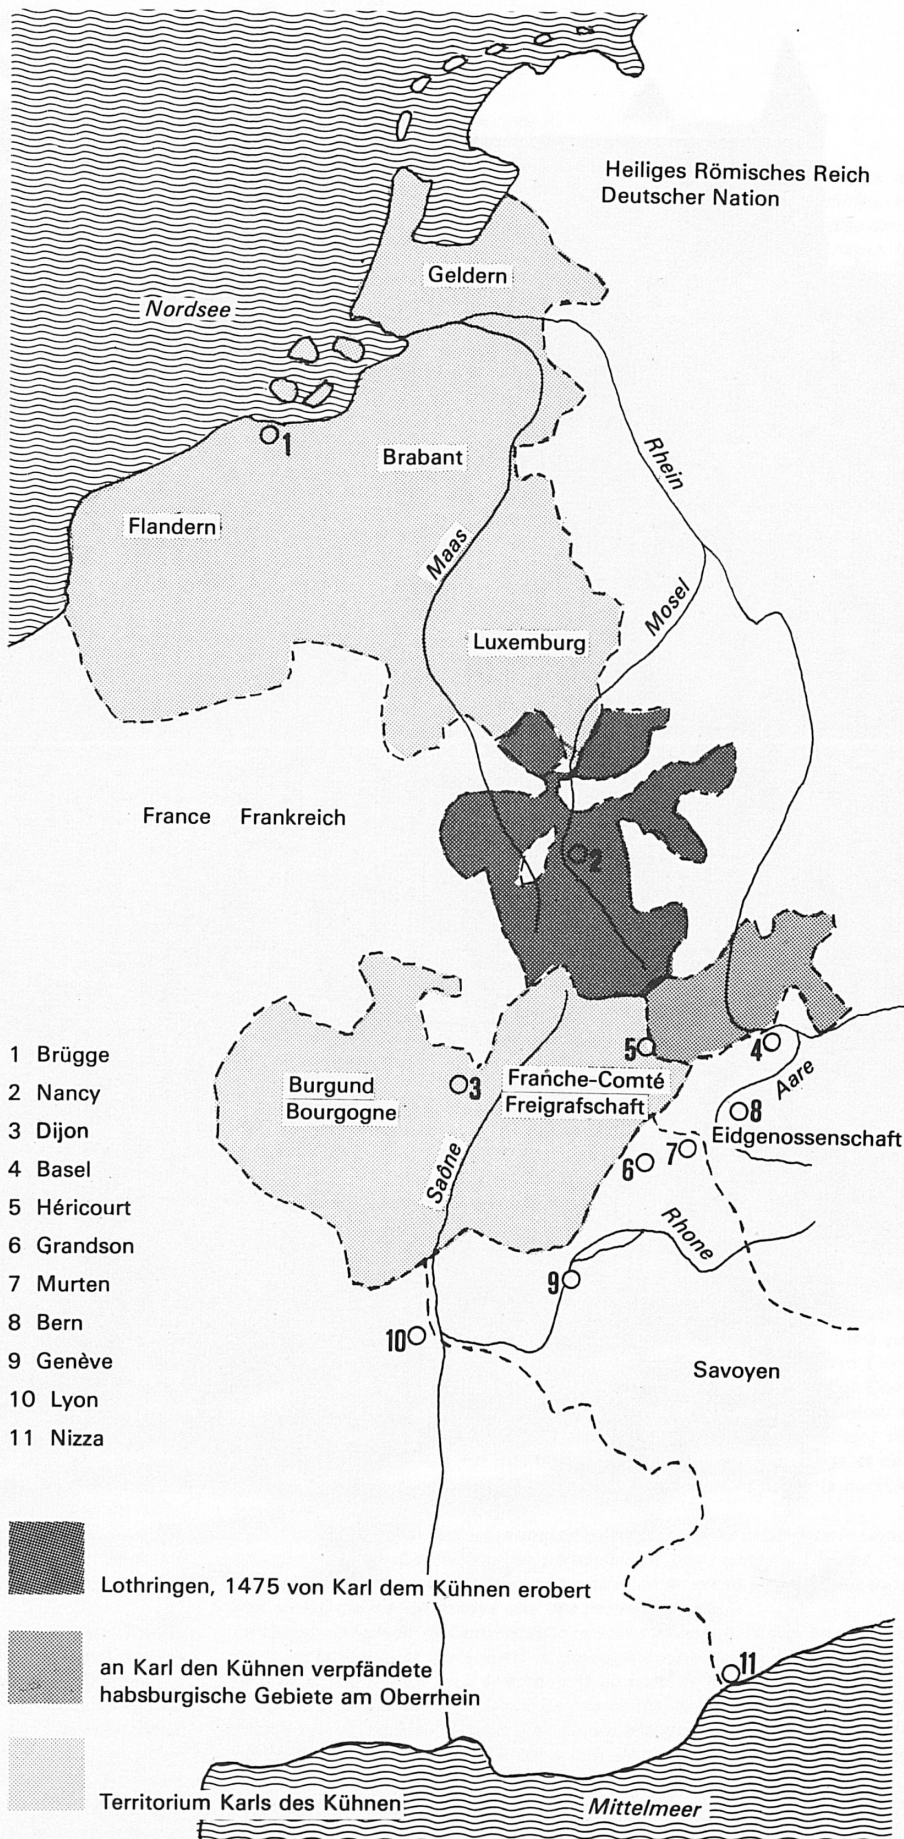 Heiliges Römisches Reich
Deutscher Nation
Geldern
Nordsee
1
Brabant
Rhein
Flandern
Maas
Mosel
Luxemburg
France Frankreich
2
1 Brügge
2 Nancy
3 Dijon
4 Basel
5 Héricourt
6 Grandson
7 Murten
8 Bern
9 Genève
10 Lyon
11 Nizza
5
4
3
Burgund
Bourgogne
Franche-Comté
Freigrafschaft
Aare
8
Eidgenossenschaft
Saône
6
7
Rhone
9
10
Savoyen
11
Lothringen, 1475 von Karl dem Kühnen erobert
an Karl den Kühnen verpfändete
habsburgische Gebiete am Oberrhein
Territorium Karls des Kühnen
Mittelmeer